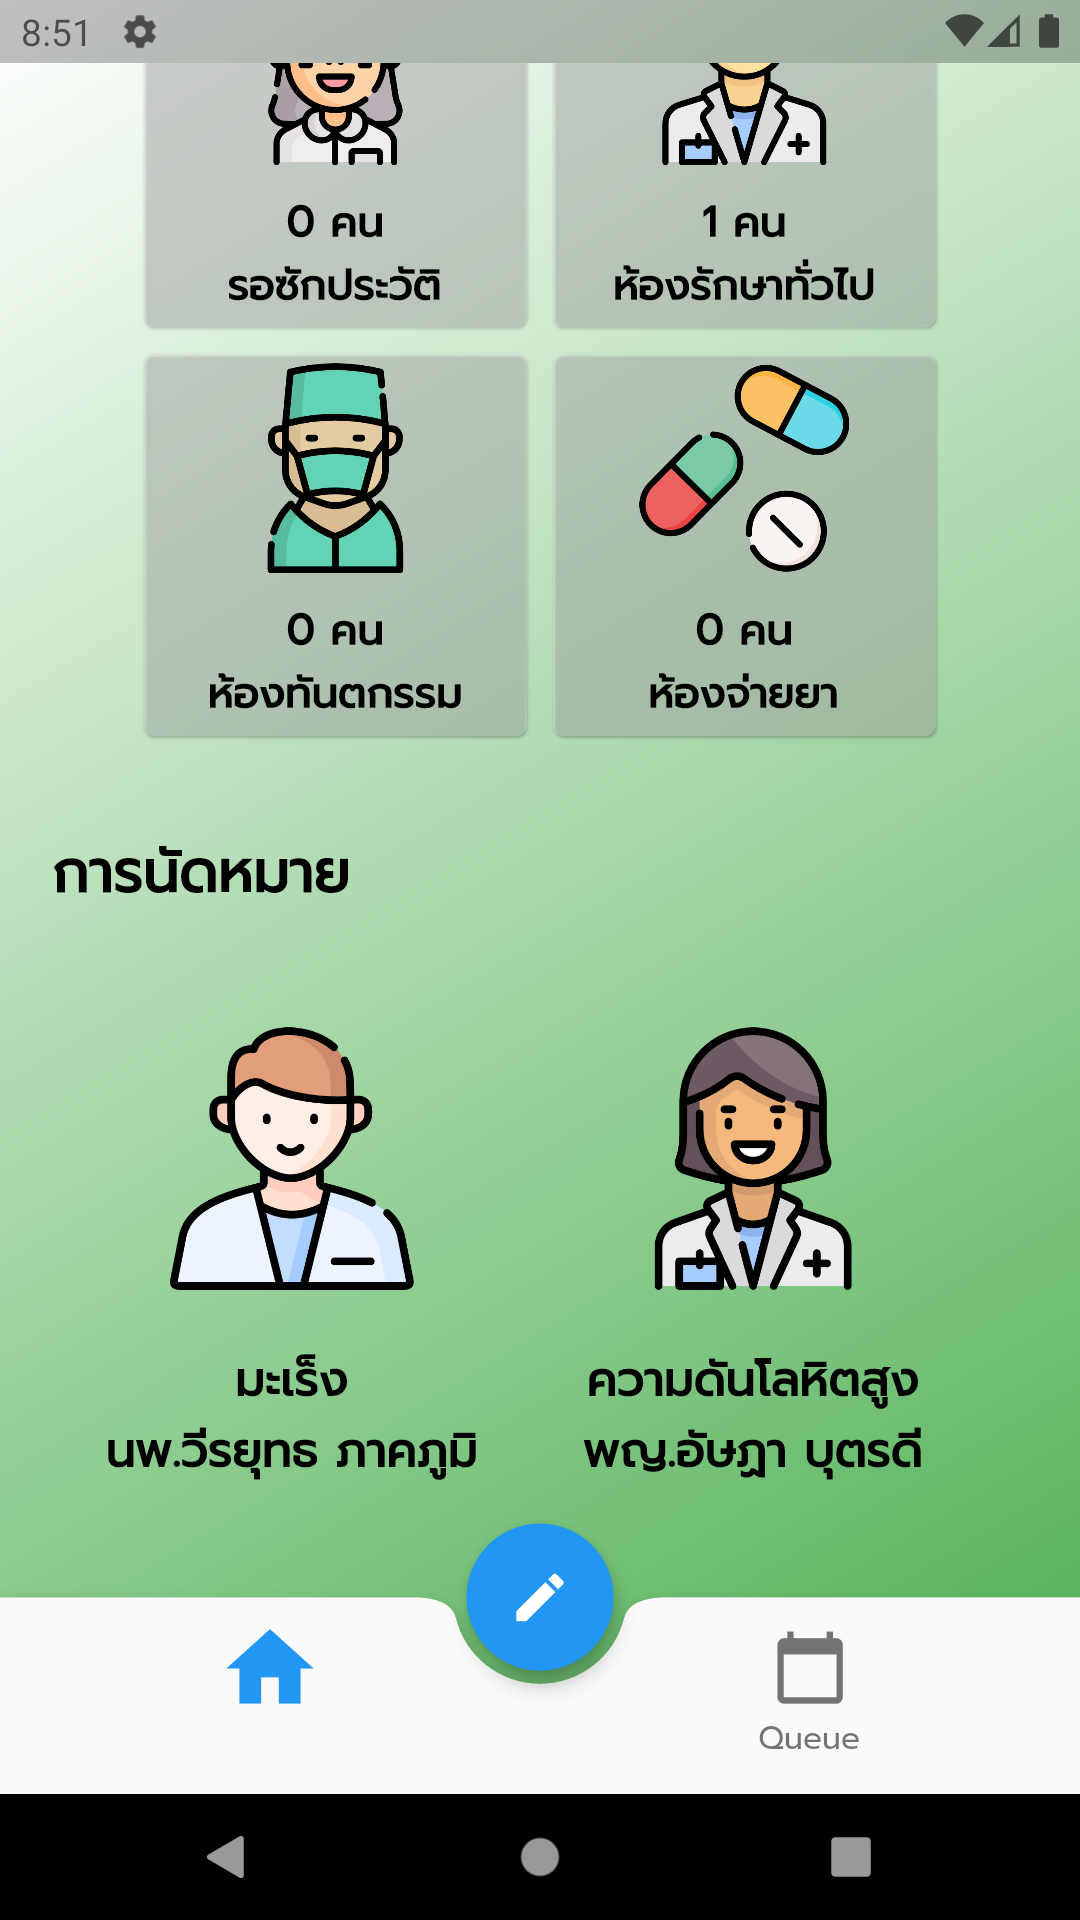 8:51
0 คน
รอซักประวัติ
1 คน
ห้องรักษาทั่วไป
0 คน
ห้องทันตกรรม
0 คน
ห้องจ่ายยา
การนัดหมาย
มะเร็ง
นพ.วีรยุทธ ภาคภูมิ
ความดันโลหิตสูง
พญ.อัษฎา บุตรดี
Queue